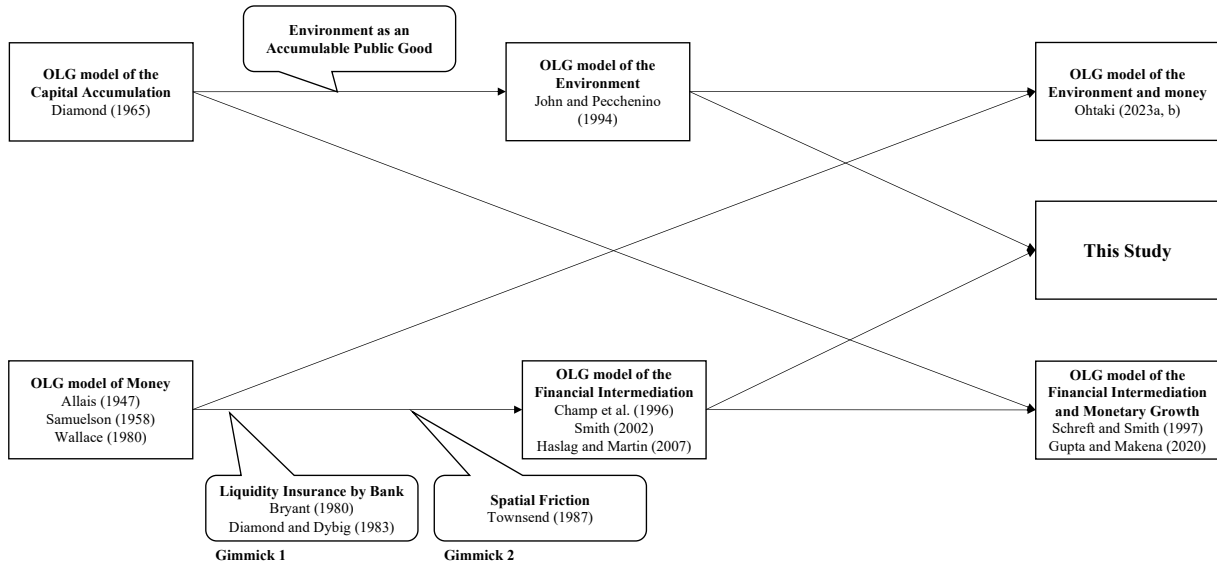 Environment as an
Accumulable Public Good
OLG model of the
Capital Accumulation
Diamond (1965)
OLG model of the
Environment
John and Pecchenino
(1994)
OLG model of the
Environment and money
Ohtaki (2023a, b)
This Study
OLG model of Money
Allais (1947)
Samuelson (1958)
Wallace (1980)
OLG model of the
Financial Intermediation
Champ et al. (1996)
Smith (2002)
Haslag and Martin (2007)
OLG model of the
Financial Intermediation
and Monetary Growth
Schreft and Smith (1997)
Gupta and Makena (2020)
Liquidity Insurance by Bank
Bryant (1980)
Diamond and Dybig (1983)
Gimmick 1
Spatial Friction
Townsend (1987)
Gimmick 2